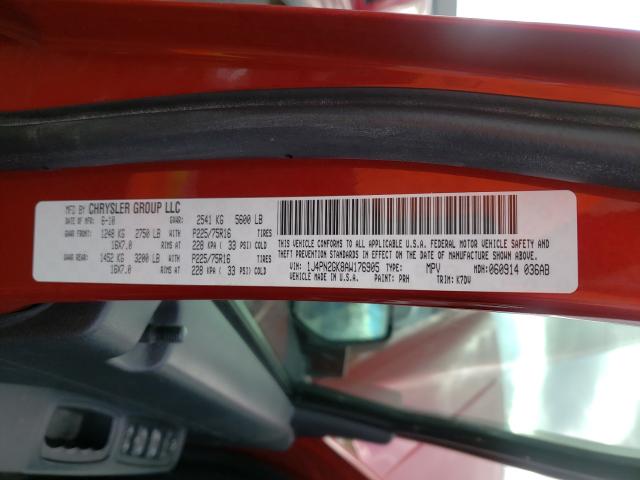 MFD BY CHRYSLER GROUP LLC
DATE OF MFR 6-10 GVWR: 2541 KG 5600 LB
GAWR FRONT 1248 KG 2750 LB WITH P225/75R16 TIRES
16X7.0 RIMS AT 228 KPA ( 33 PSI) COLD
GAWR REAR 1452 KG 3200 LB WITH P225/75R16 TIRES
16X7.0 RIMS AT 228 KPA ( 33 PSI) COLD
THIS VEHICLE CONFORMS TO ALL APPLICABLE U.S.A. FEDERAL MOTOR VEHICLE SAFETY AND
THEFT PREVENTION STANDARDS IN EFFECT ON THE DATE OF MANUFACTURE SHOWN ABOVE.
VIN: 1J4PN2GK8AW176905 TYPE: MPV MDH: 060914 036AB
VEHICLE MADE IN U.S.A. PAINT: PRH TRIM: K7DV